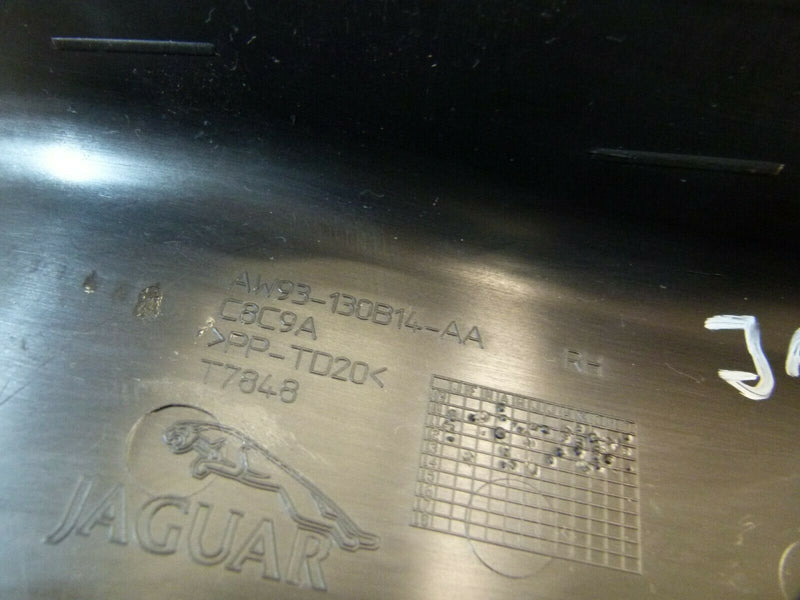 AW93-130B14-AA
C8C9A
>PP-TD20<
T7848
RH
JAGUAR